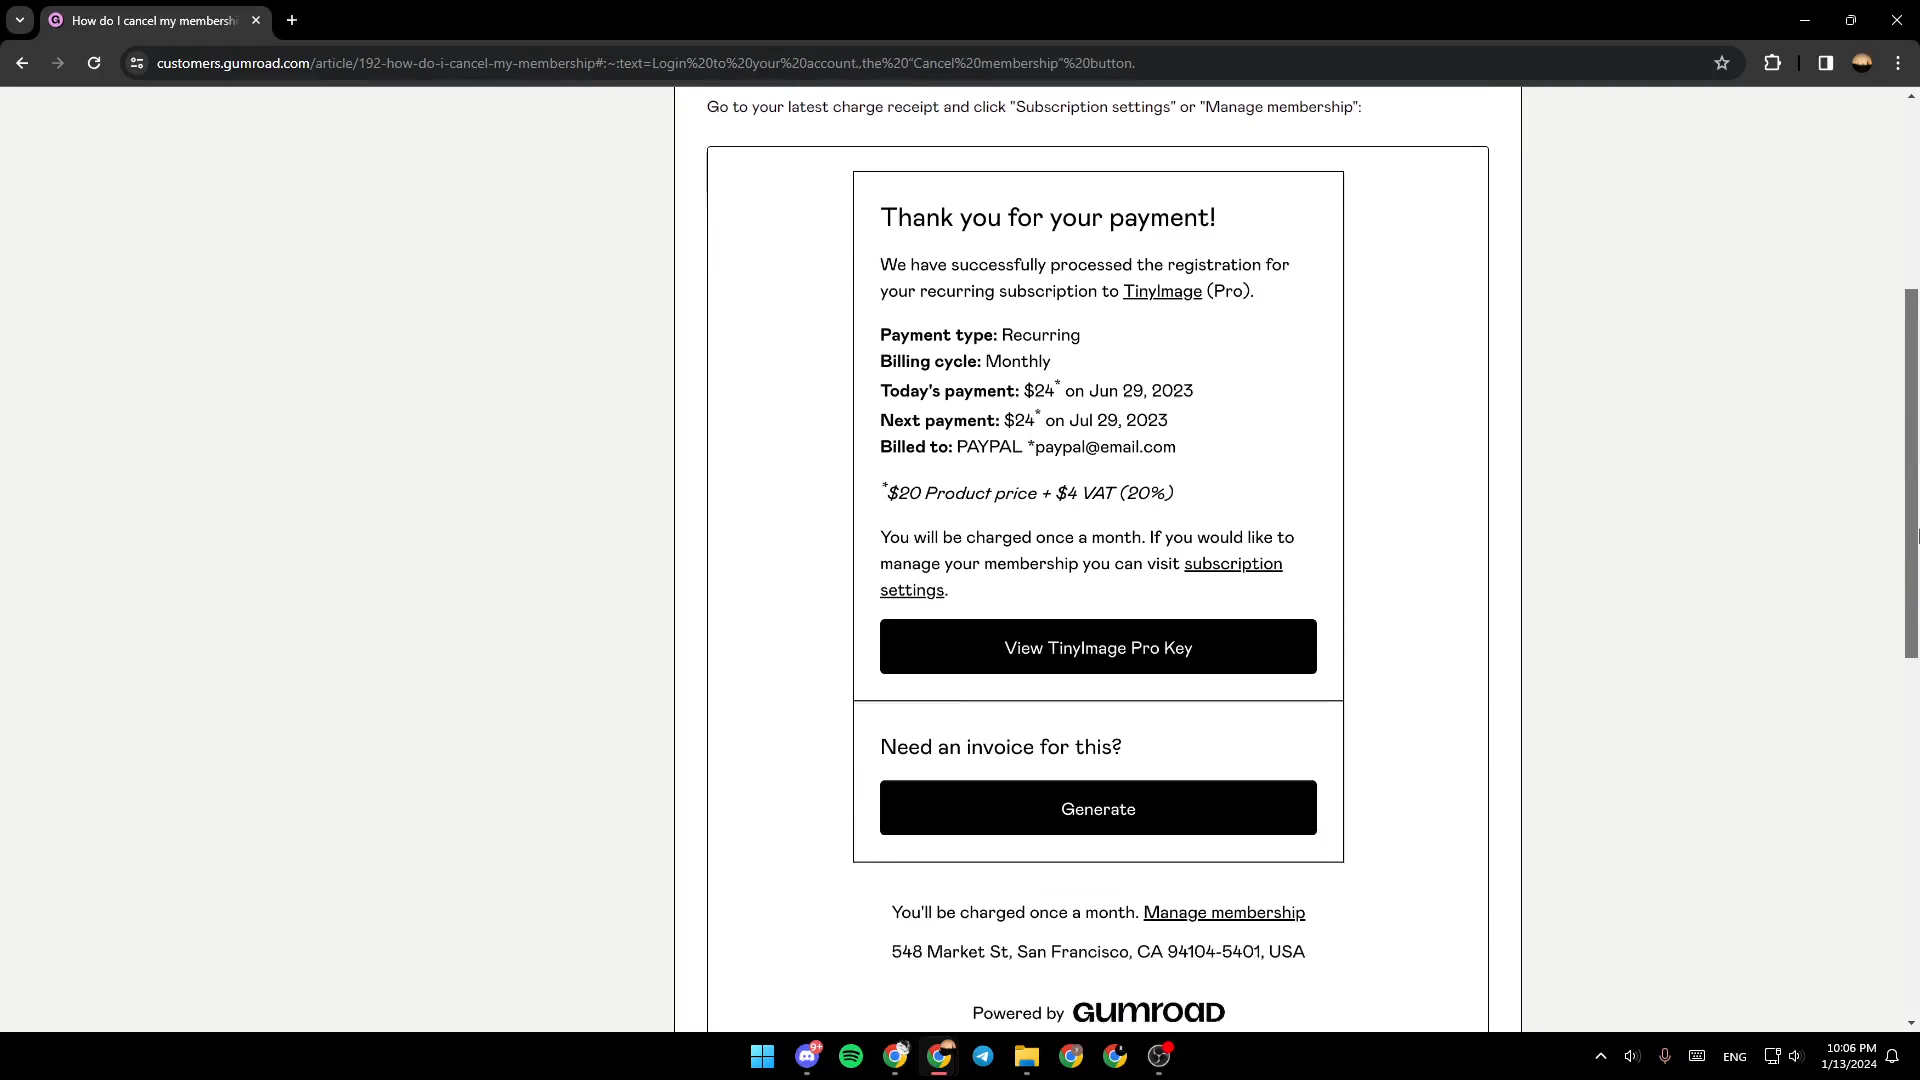 How do I cancel my membersh
customers.gumroad.com/article/192-how-do-i-cancel-my-membership#:~:text=Login%20to%20your%20account.,the%20"Cancel%20membership"%20button.
Go to your latest charge receipt and click "Subscription settings" or "Manage membership":
Thank you for your payment!
We have successfully processed the registration for
your recurring subscription to TinyImage (Pro).
Payment type: Recurring
Billing cycle: Monthly
Today's payment: $24* on Jun 29, 2023
Next payment: $24* on Jul 29, 2023
Billed to: PAYPAL *paypal@email.com
*$20 Product price + $4 VAT (20%)
You will be charged once a month. If you would like to
manage your membership you can visit subscription
settings.
View TinyImage Pro Key
Need an invoice for this?
Generate
You'll be charged once a month. Manage membership
548 Market St, San Francisco, CA 94104-5401, USA
Powered by GUMROAD
9+
ENG
10:06 PM
1/13/2024